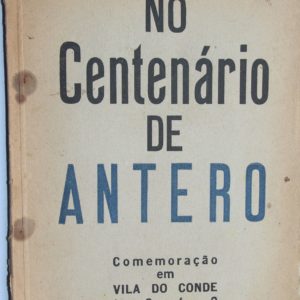 NO
Centenário
DE
ANTERO
Comemoração
em
VILA DO CONDE